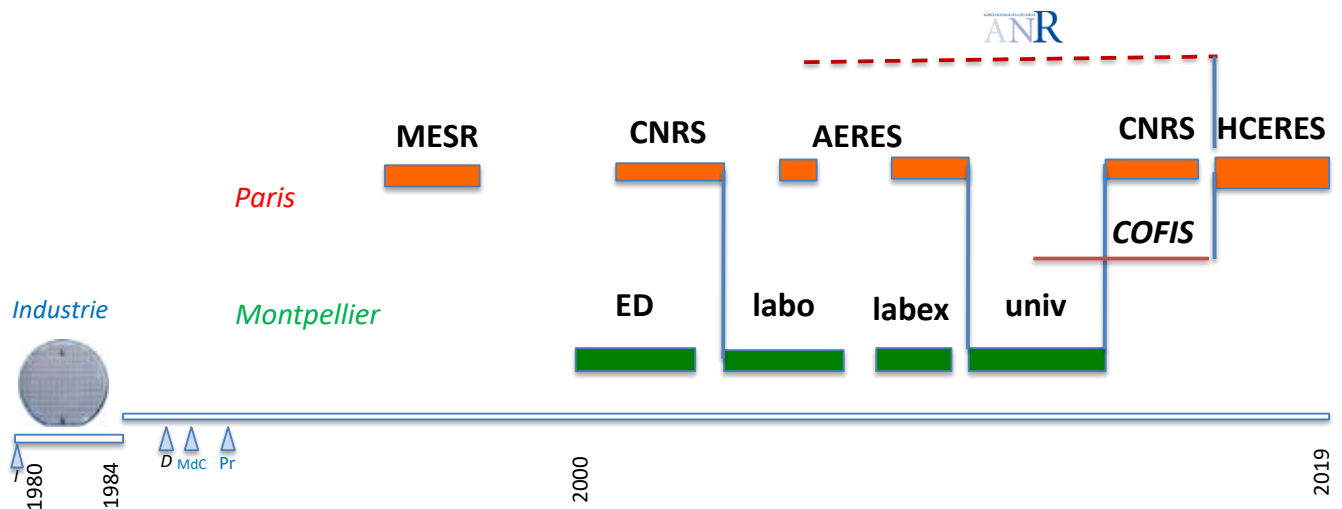 ANR
MESR
CNRS
AERES
CNRS
HCERES
Paris
COFIS
Industrie
Montpellier
ED
labo
labex
univ
I
D
MdC
Pr
1980
1984
2000
2019